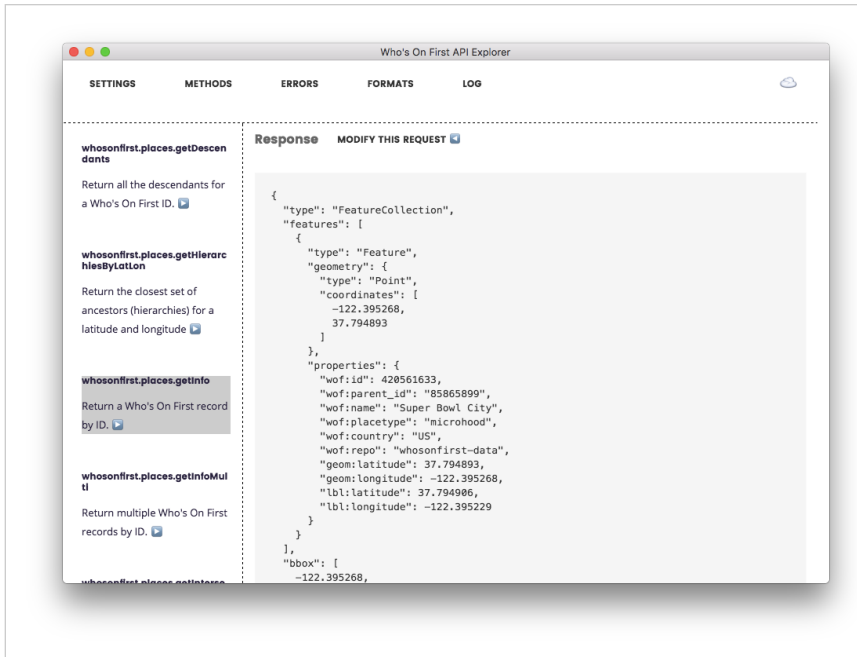 Who's On First API Explorer
SETTINGS METHODS ERRORS FORMATS LOG
whosonfirst.places.getDescen
dants
Return all the descendants for
a Who's On First ID.
whosonfirst.places.getHierarc
hiesByLatLon
Return the closest set of
ancestors (hierarchies) for a
latitude and longitude
whosonfirst.places.getInfo
Return a Who's On First record
by ID.
whosonfirst.places.getInfoMul
ti
Return multiple Who's On First
records by ID.
whosonfirst.places.getInterse
Response MODIFY THIS REQUEST
{
"type": "FeatureCollection",
"features": [
{
"type": "Feature",
"geometry": {
"type": "Point",
"coordinates": [
-122.395268,
37.794893
]
},
"properties": {
"wof:id": 420561633,
"wof:parent_id": "85865899",
"wof:name": "Super Bowl City",
"wof:placetype": "microhood",
"wof:country": "US",
"wof:repo": "whosonfirst-data",
"geom:latitude": 37.794893,
"geom:longitude": -122.395268,
"lbl:latitude": 37.794906,
"lbl:longitude": -122.395229
}
}
],
"bbox": [
-122.395268,